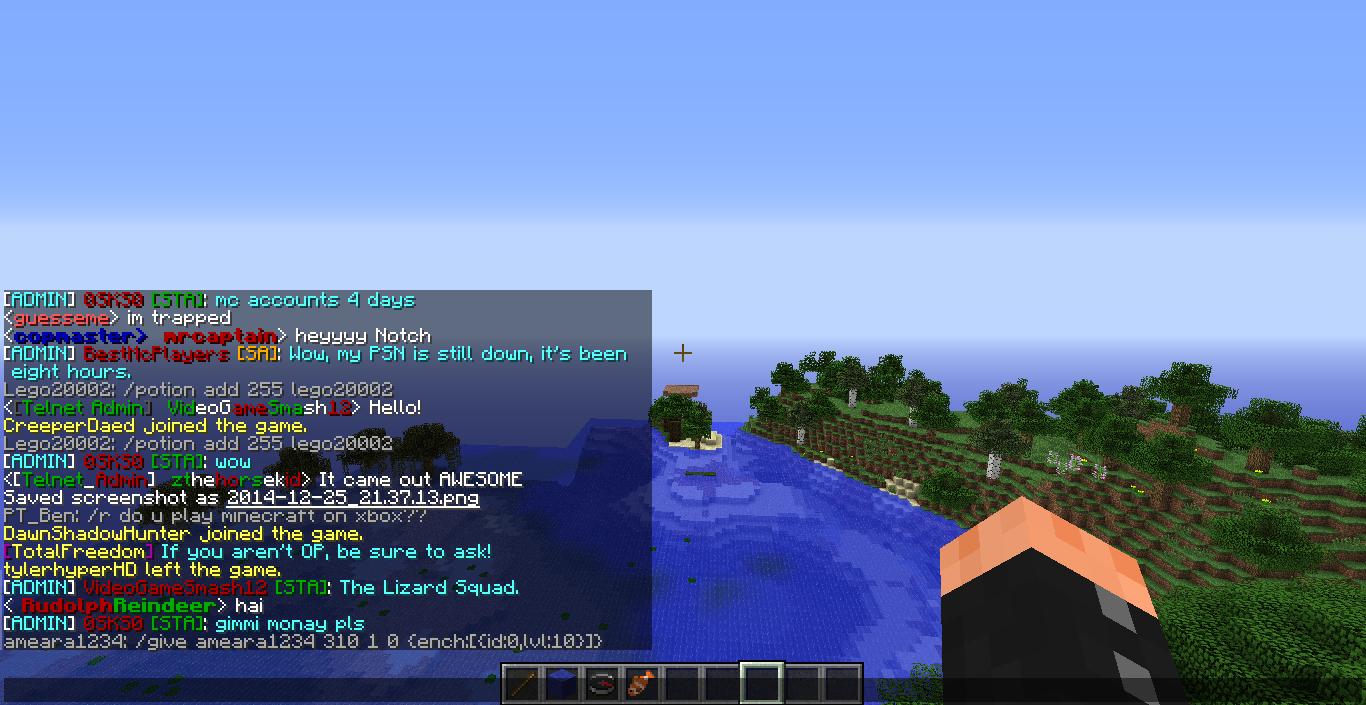 [ADMIN] OSKSO [STA]: mc accounts 4 days
<guesseme> im trapped
<copmaster> mrcaptain> heyyyy Notch
[ADMIN] BestMcPlayers [SA]: Wow, my PSN is still down, it's been
eight hours.
Lego20002: /potion add 255 lego20002
<[Telnet Admin] VideoGameSmash12> Hello!
CreeperDaed joined the game.
Lego20002: /potion add 255 lego20002
[ADMIN] OSKSO [STA]: wow
<[Telnet_Admin] zthehorsekid> It came out AWESOME
Saved screenshot as 2014-12-25_21.37.13.png
PT_Ben: /r do u play minecraft on xbox??
DawnShadowHunter joined the game.
[TotalFreedom] If you aren't OP, be sure to ask!
tylerhyperHD left the game.
[ADMIN] VideoGameSmash12 [STA]: The Lizard Squad.
< RudolphReindeer> hai
[ADMIN] OSKSO [STA]: gimmi monay pls
ameara1234: /give ameara1234 310 1 0 {ench:[{id:0,lvl:10}]}